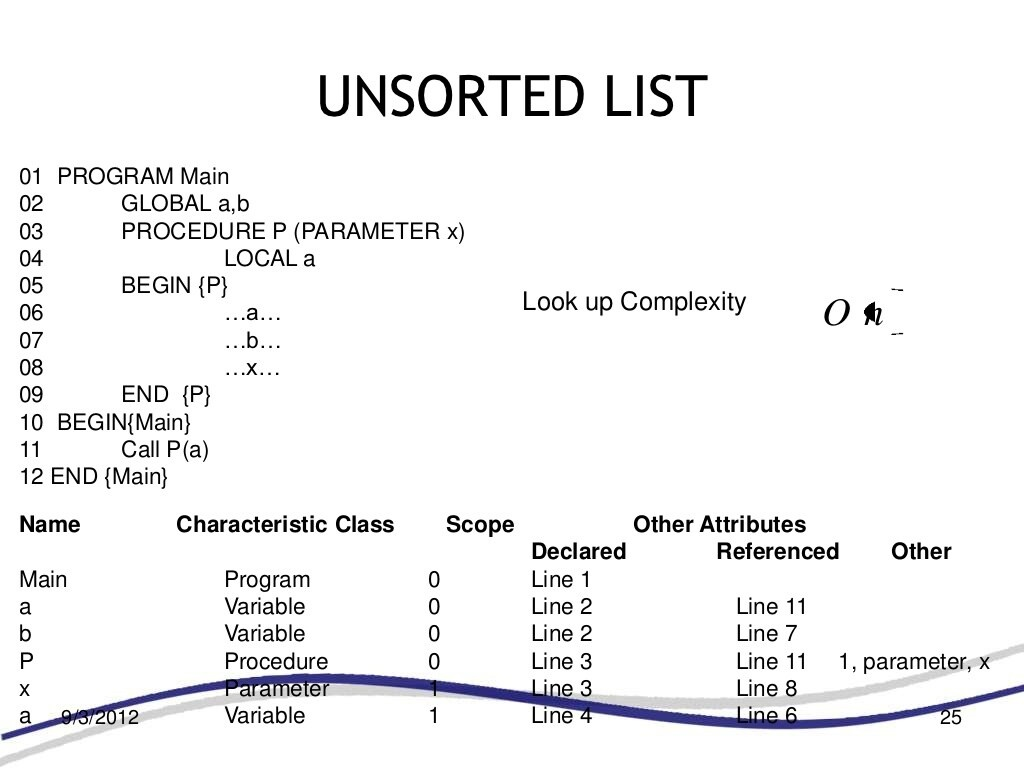 UNSORTED LIST
01 PROGRAM Main
02 GLOBAL a,b
03 PROCEDURE P (PARAMETER x)
04 LOCAL a
05 BEGIN {P}
06 …a…
07 …b…
08 …x…
09 END {P}
10 BEGIN{Main}
11 Call P(a)
12 END {Main}
Look up Complexity O n
Name Characteristic Class Scope Other Attributes
Declared Referenced Other
Main Program 0 Line 1
a Variable 0 Line 2 Line 11
b Variable 0 Line 2 Line 7
P Procedure 0 Line 3 Line 11 1, parameter, x
x Parameter 1 Line 3 Line 8
a Variable 1 Line 4 Line 6
9/3/2012 25